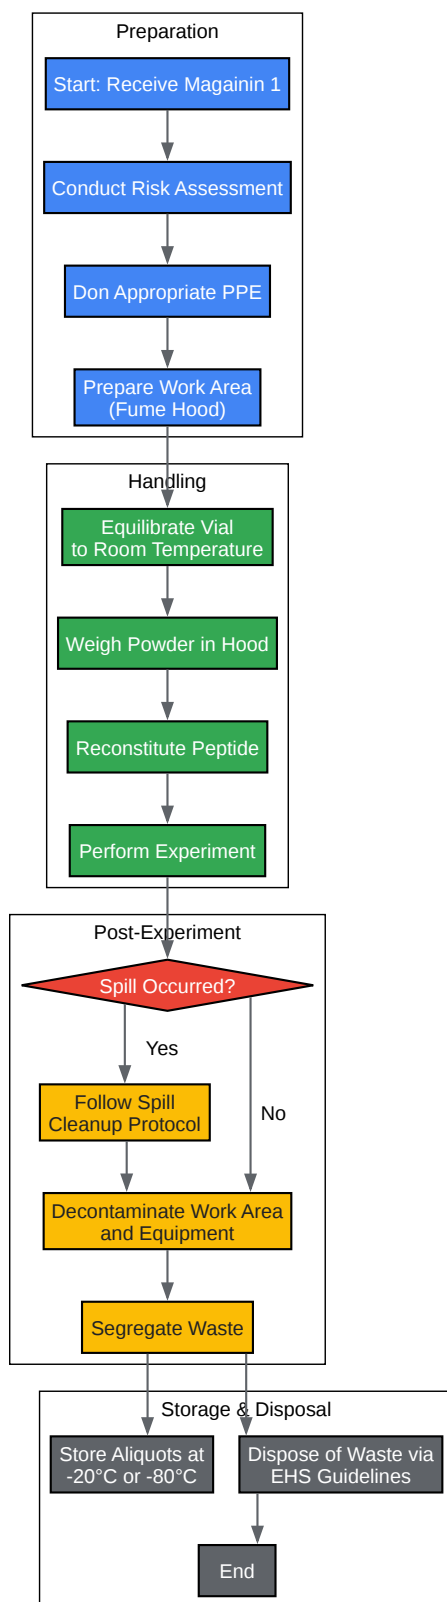 Preparation
Start: Receive Magainin 1
Conduct Risk Assessment
Don Appropriate PPE
Prepare Work Area
(Fume Hood)
Handling
Equilibrate Vial
to Room Temperature
Weigh Powder in Hood
Reconstitute Peptide
Perform Experiment
Post-Experiment
Spill Occurred?
Yes
Follow Spill
Cleanup Protocol
No
Decontaminate Work Area
and Equipment
Segregate Waste
Storage & Disposal
Store Aliquots at
-20°C or -80°C
Dispose of Waste via
EHS Guidelines
End